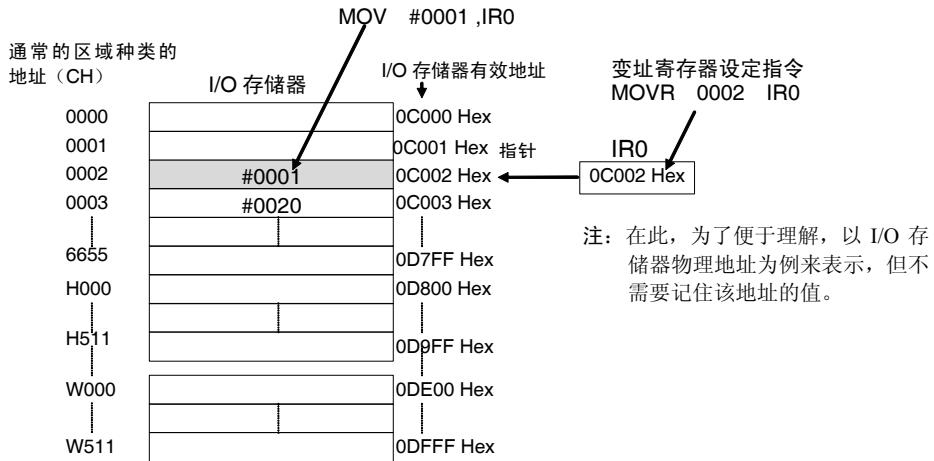 MOV #0001 ,IR0
通常的区域种类的
地址（CH）
I/O 存储器
I/O 存储器有效地址
变址寄存器设定指令
MOVR 0002 IR0
0000
0C000 Hex
0001
0C001 Hex
指针
IR0
0002
#0001
0C002 Hex
0C002 Hex
0003
#0020
0C003 Hex
注：在此，为了便于理解，以 I/O 存
储器物理地址为例来表示，但不
需要记住该地址的值。
6655
0D7FF Hex
H000
0D800 Hex
H511
0D9FF Hex
W000
0DE00 Hex
W511
0DFFF Hex